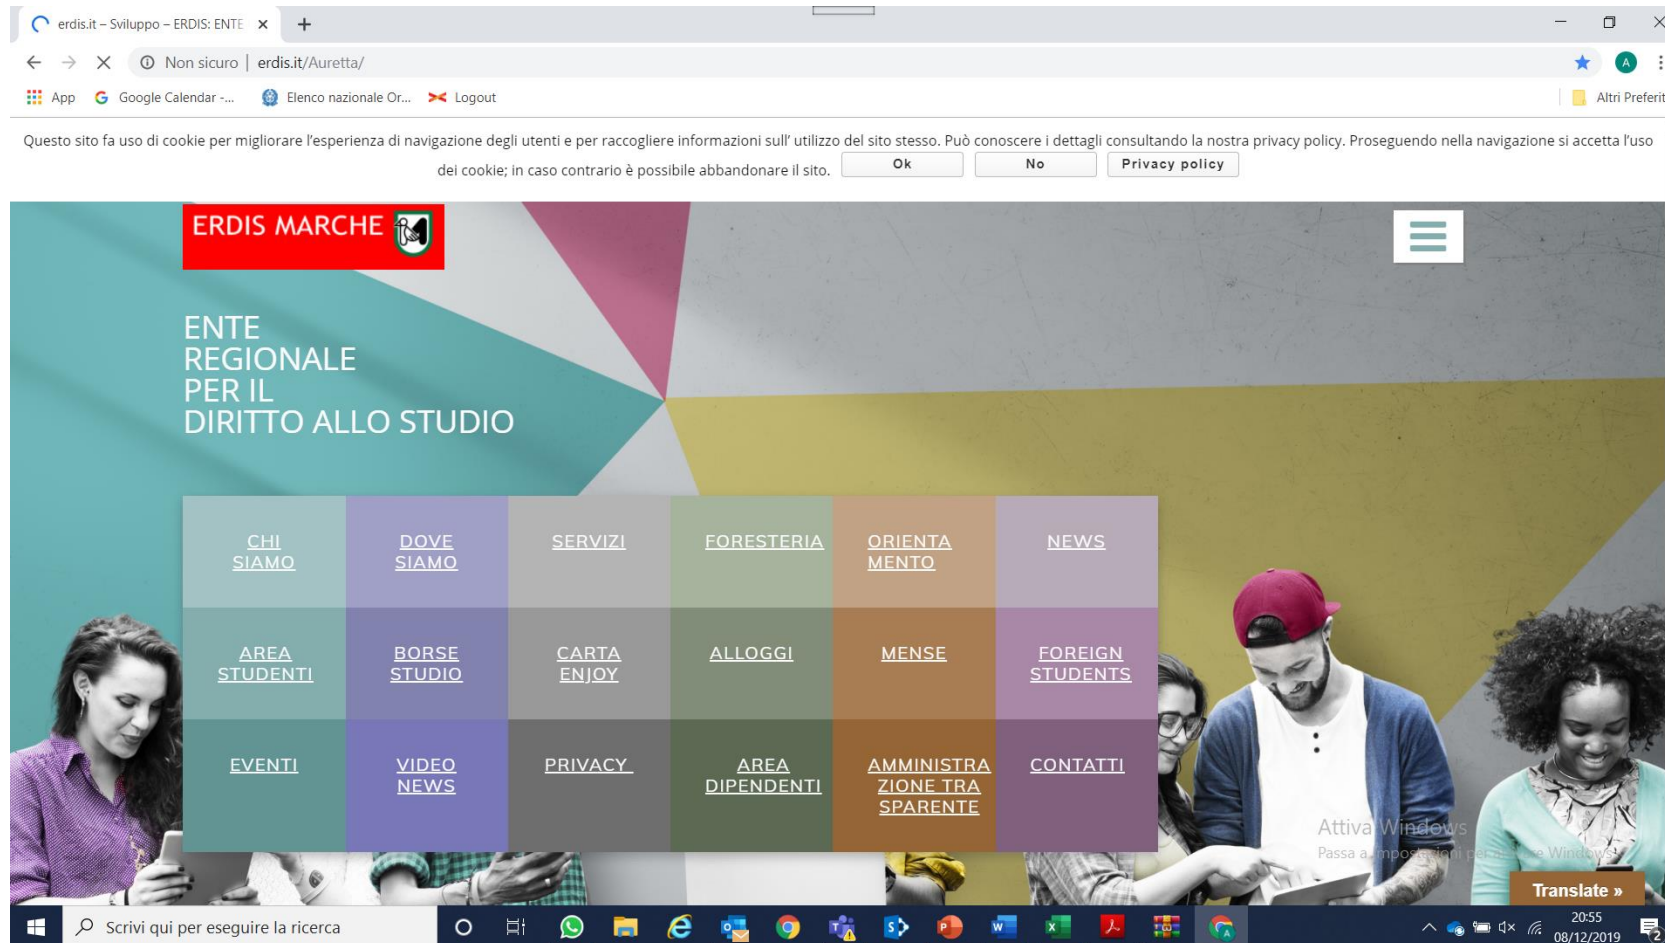 erdis.it – Sviluppo – ERDIS: ENTE
Non sicuro | erdis.it/Auretta/
A
App Google Calendar -... Elenco nazionale Or... Logout Altri Preferit
Questo sito fa uso di cookie per migliorare l'esperienza di navigazione degli utenti e per raccogliere informazioni sull' utilizzo del sito stesso. Può conoscere i dettagli consultando la nostra privacy policy. Proseguendo nella navigazione si accetta l'uso
dei cookie; in caso contrario è possibile abbandonare il sito. Ok No Privacy policy
ERDIS MARCHE
ENTE
REGIONALE
PER IL
DIRITTO ALLO STUDIO
CHI
SIAMO
DOVE
SIAMO
SERVIZI
FORESTERIA
ORIENTA
MENTO
NEWS
AREA
STUDENTI
BORSE
STUDIO
CARTA
ENJOY
ALLOGGI
MENSE
FOREIGN
STUDENTS
EVENTI
VIDEO
NEWS
PRIVACY
AREA
DIPENDENTI
AMMINISTRA
ZIONE TRA
SPARENTE
CONTATTI
Attiva Windows
Passa a Impostazioni per Windows
Translate »
Scrivi qui per eseguire la ricerca
20:55
08/12/2019
2